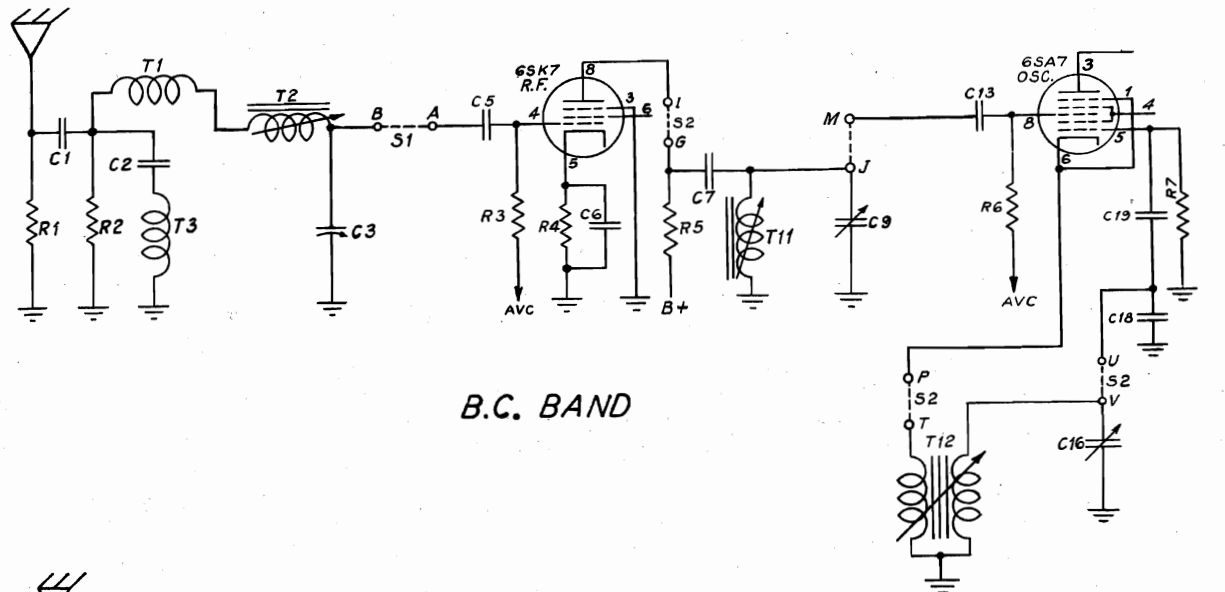 T1
T2
C1
C2
R1
R2
T3
C3
B
A
S1
C5
6SK7
R.F.
8
3
6
4
5
R3
R4
C6
AVC
I
S2
G
R5
B+
C7
T11
M
J
C9
C13
6SA7
OSC.
3
1
4
8
5
6
R6
AVC
C19
R7
C18
U
S2
V
P
S2
T
T12
C16
B.C. BAND